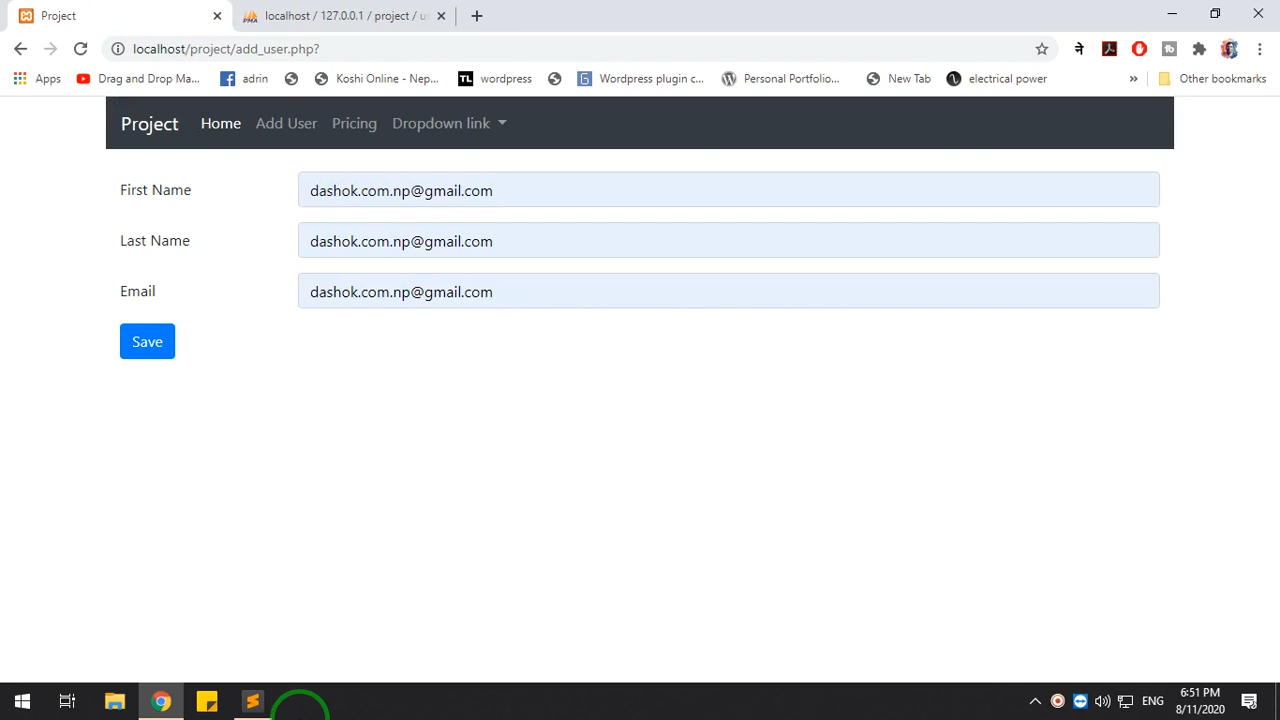 Project
localhost / 127.0.0.1 / project / us
localhost/project/add_user.php?
ने
Apps
Drag and Drop Ma...
adrin
Koshi Online - Nep...
TL wordpress
G Wordpress plugin c...
Personal Portfolio...
New Tab
electrical power
»
Other bookmarks
Project Home Add User Pricing Dropdown link
First Name dashok.com.np@gmail.com
Last Name dashok.com.np@gmail.com
Email dashok.com.np@gmail.com
Save
ENG
6:51 PM
8/11/2020